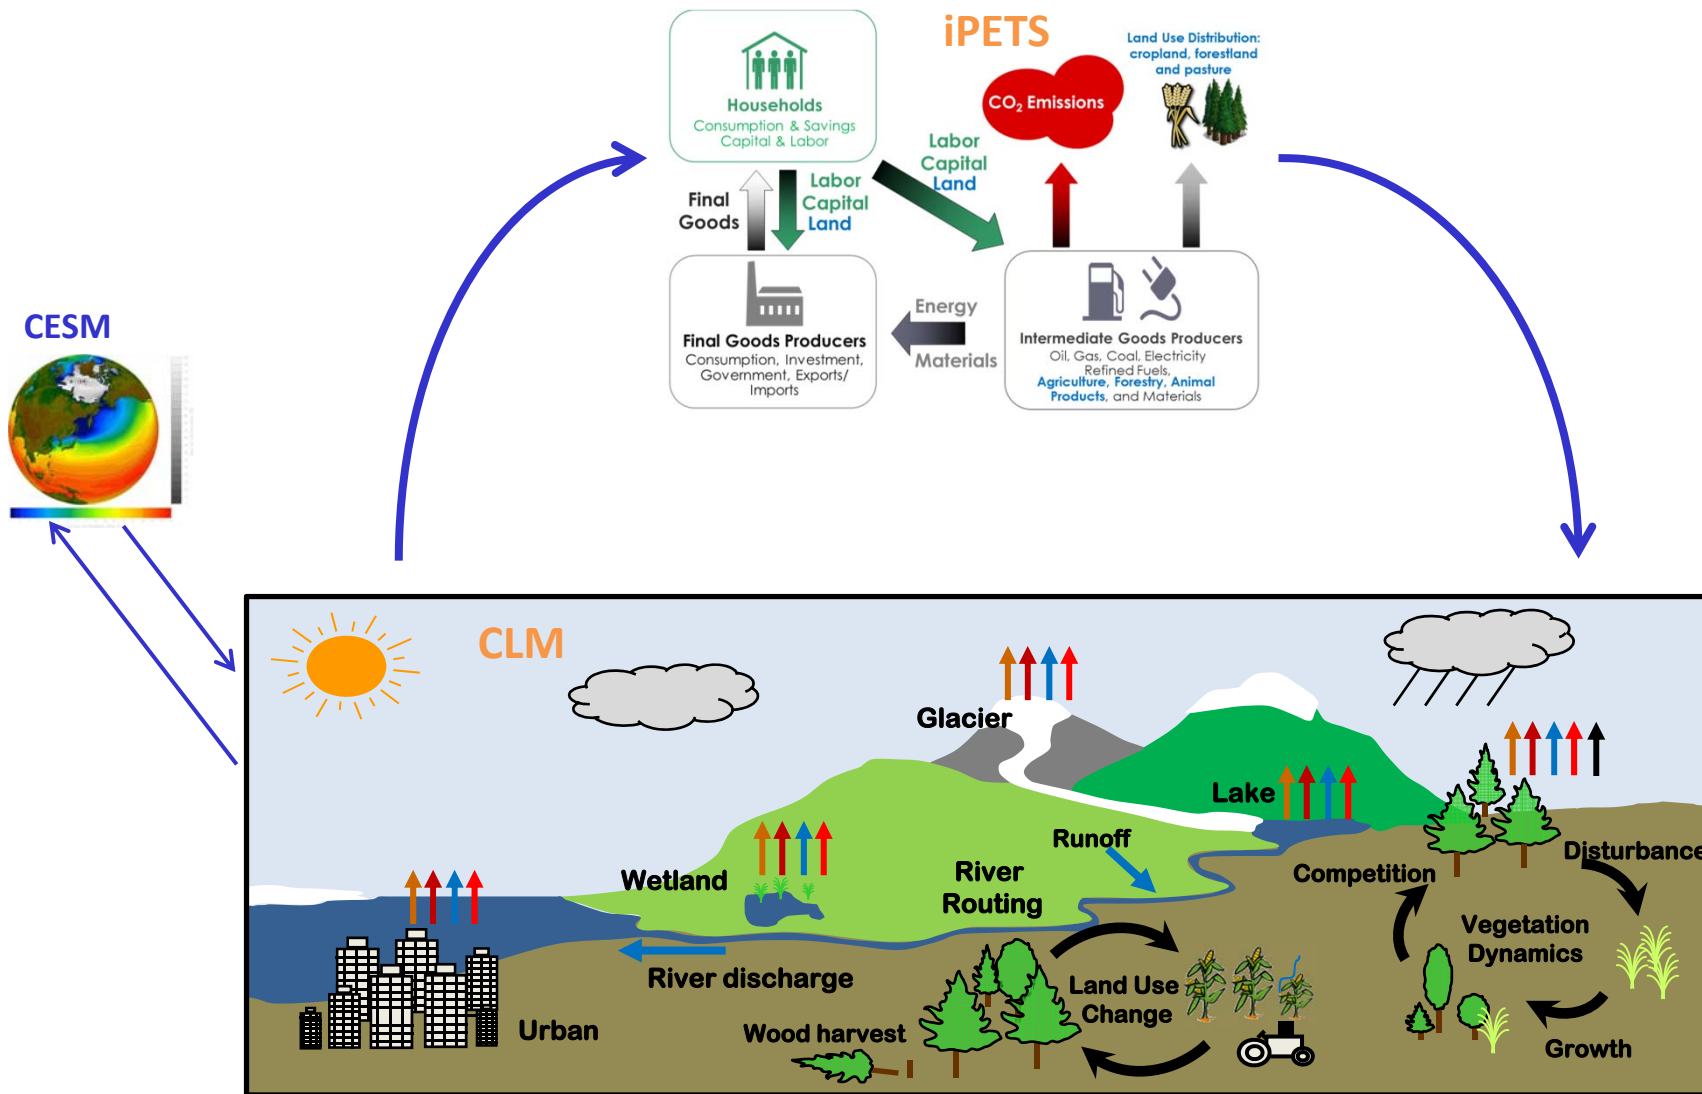 iPETS
Households
Consumption & Savings
Capital & Labor
CO₂ Emissions
Land Use Distribution:
cropland, forestland
and pasture
Final
Goods
Labor
Capital
Land
Labor
Capital
Land
Final Goods Producers
Consumption, Investment,
Government, Exports/
Imports
Energy
Materials
Intermediate Goods Producers
Oil, Gas, Coal, Electricity
Refined Fuels,
Agriculture, Forestry, Animal
Products, and Materials
CESM
CLM
Glacier
Lake
Runoff
Wetland
River
Routing
Competition
Disturbance
Vegetation
Dynamics
Growth
River discharge
Land Use
Change
Wood harvest
Urban